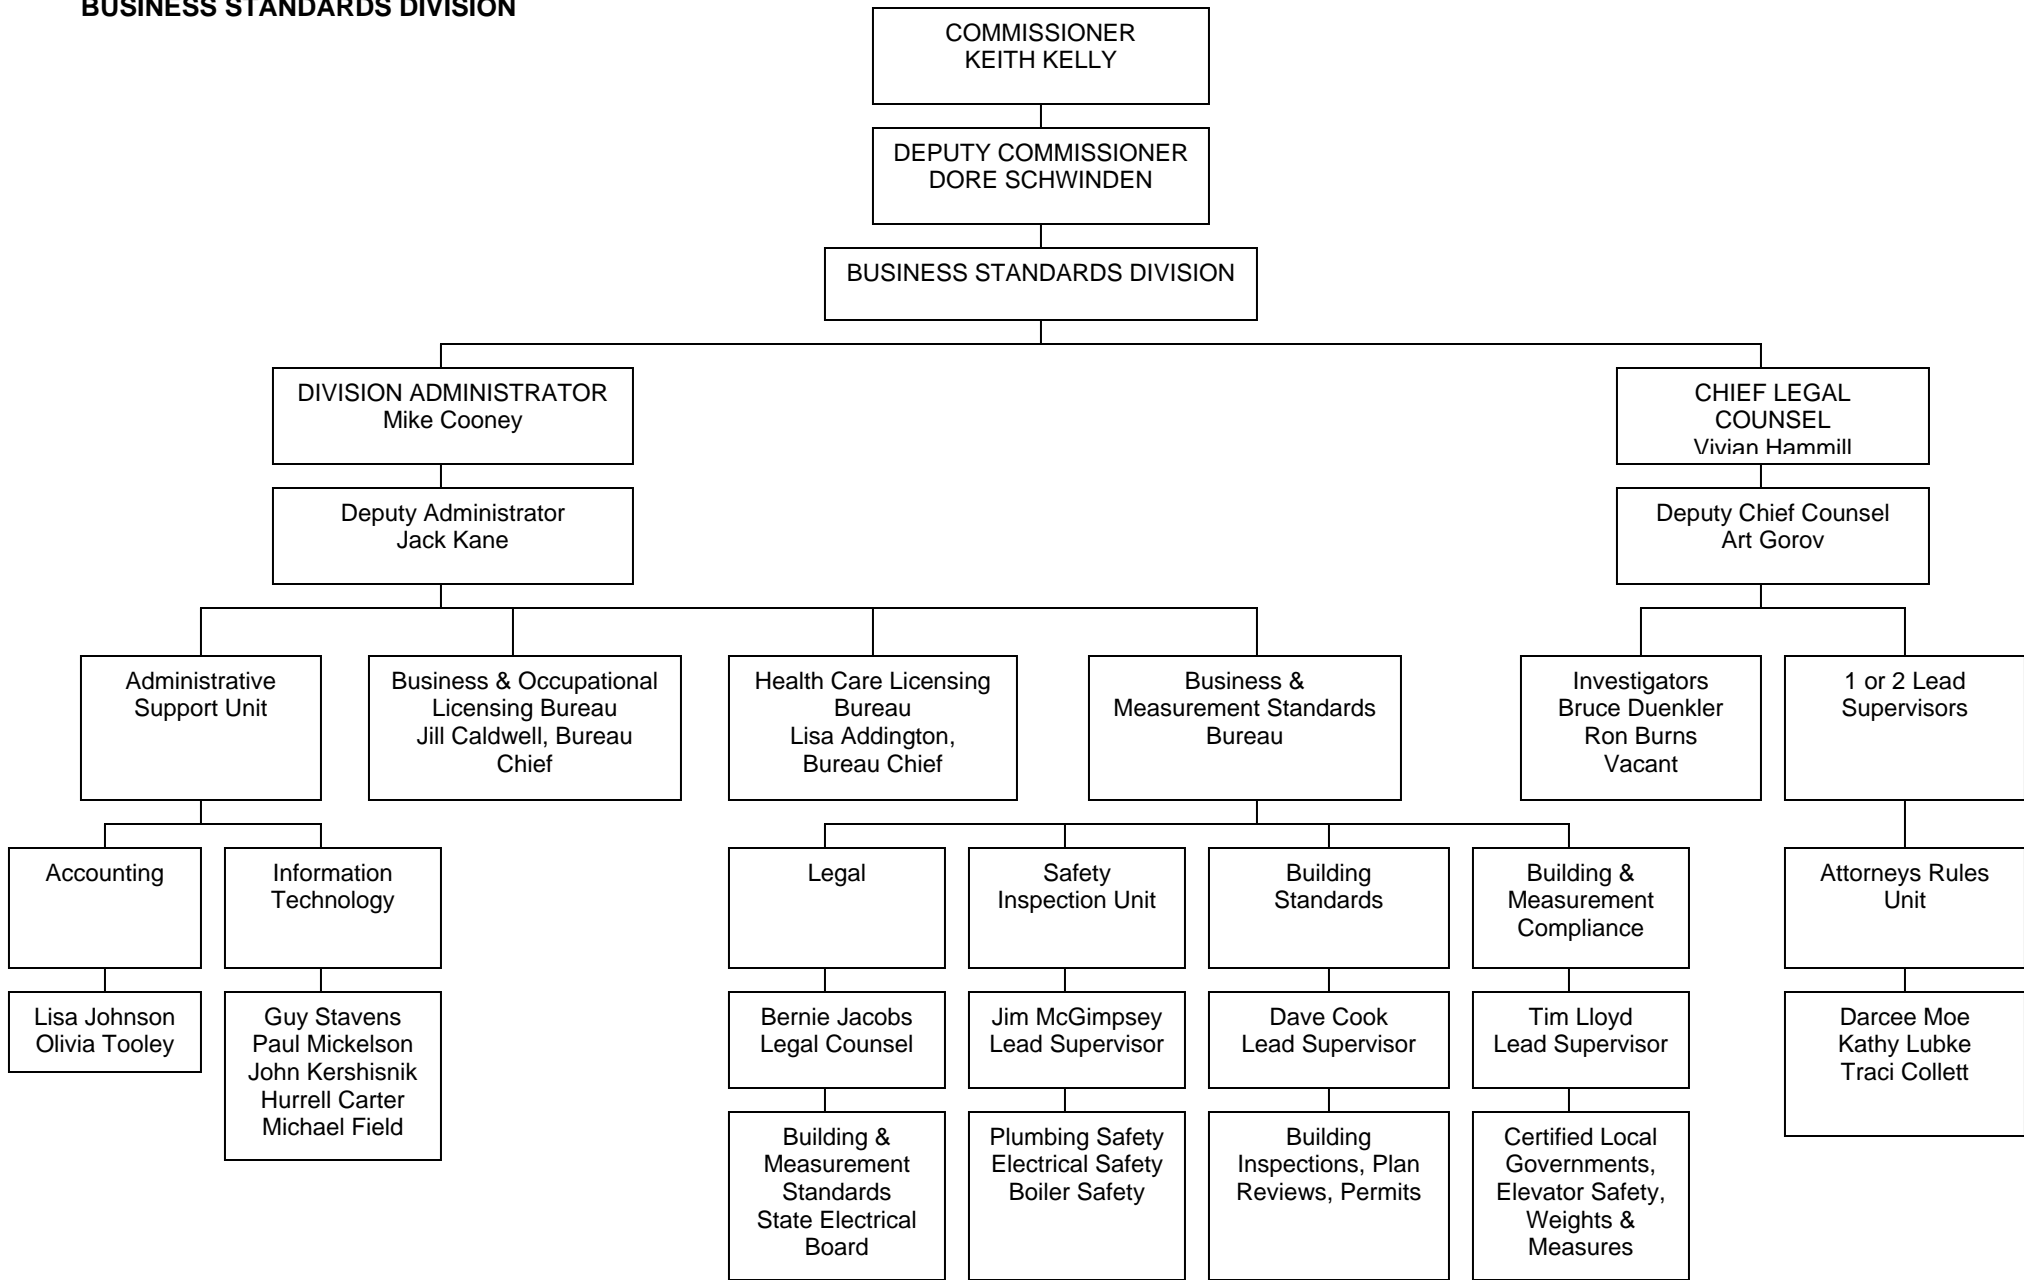 BUSINESS STANDARDS DIVISION
COMMISSIONER
KEITH KELLY
DEPUTY COMMISSIONER
DORE SCHWINDEN
BUSINESS STANDARDS DIVISION
DIVISION ADMINISTRATOR
Mike Cooney
CHIEF LEGAL
COUNSEL
Vivian Hammill
Deputy Administrator
Jack Kane
Deputy Chief Counsel
Art Gorov
Administrative
Support Unit
Business & Occupational
Licensing Bureau
Jill Caldwell, Bureau
Chief
Health Care Licensing
Bureau
Lisa Addington,
Bureau Chief
Business &
Measurement Standards
Bureau
Investigators
Bruce Duenkler
Ron Burns
Vacant
1 or 2 Lead
Supervisors
Accounting
Information
Technology
Legal
Safety
Inspection Unit
Building
Standards
Building &
Measurement
Compliance
Attorneys Rules
Unit
Lisa Johnson
Olivia Tooley
Guy Stavens
Paul Mickelson
John Kershisnik
Hurrell Carter
Michael Field
Bernie Jacobs
Legal Counsel
Jim McGimpsey
Lead Supervisor
Dave Cook
Lead Supervisor
Tim Lloyd
Lead Supervisor
Darcee Moe
Kathy Lubke
Traci Collett
Building &
Measurement
Standards
State Electrical
Board
Plumbing Safety
Electrical Safety
Boiler Safety
Building
Inspections, Plan
Reviews, Permits
Certified Local
Governments,
Elevator Safety,
Weights &
Measures